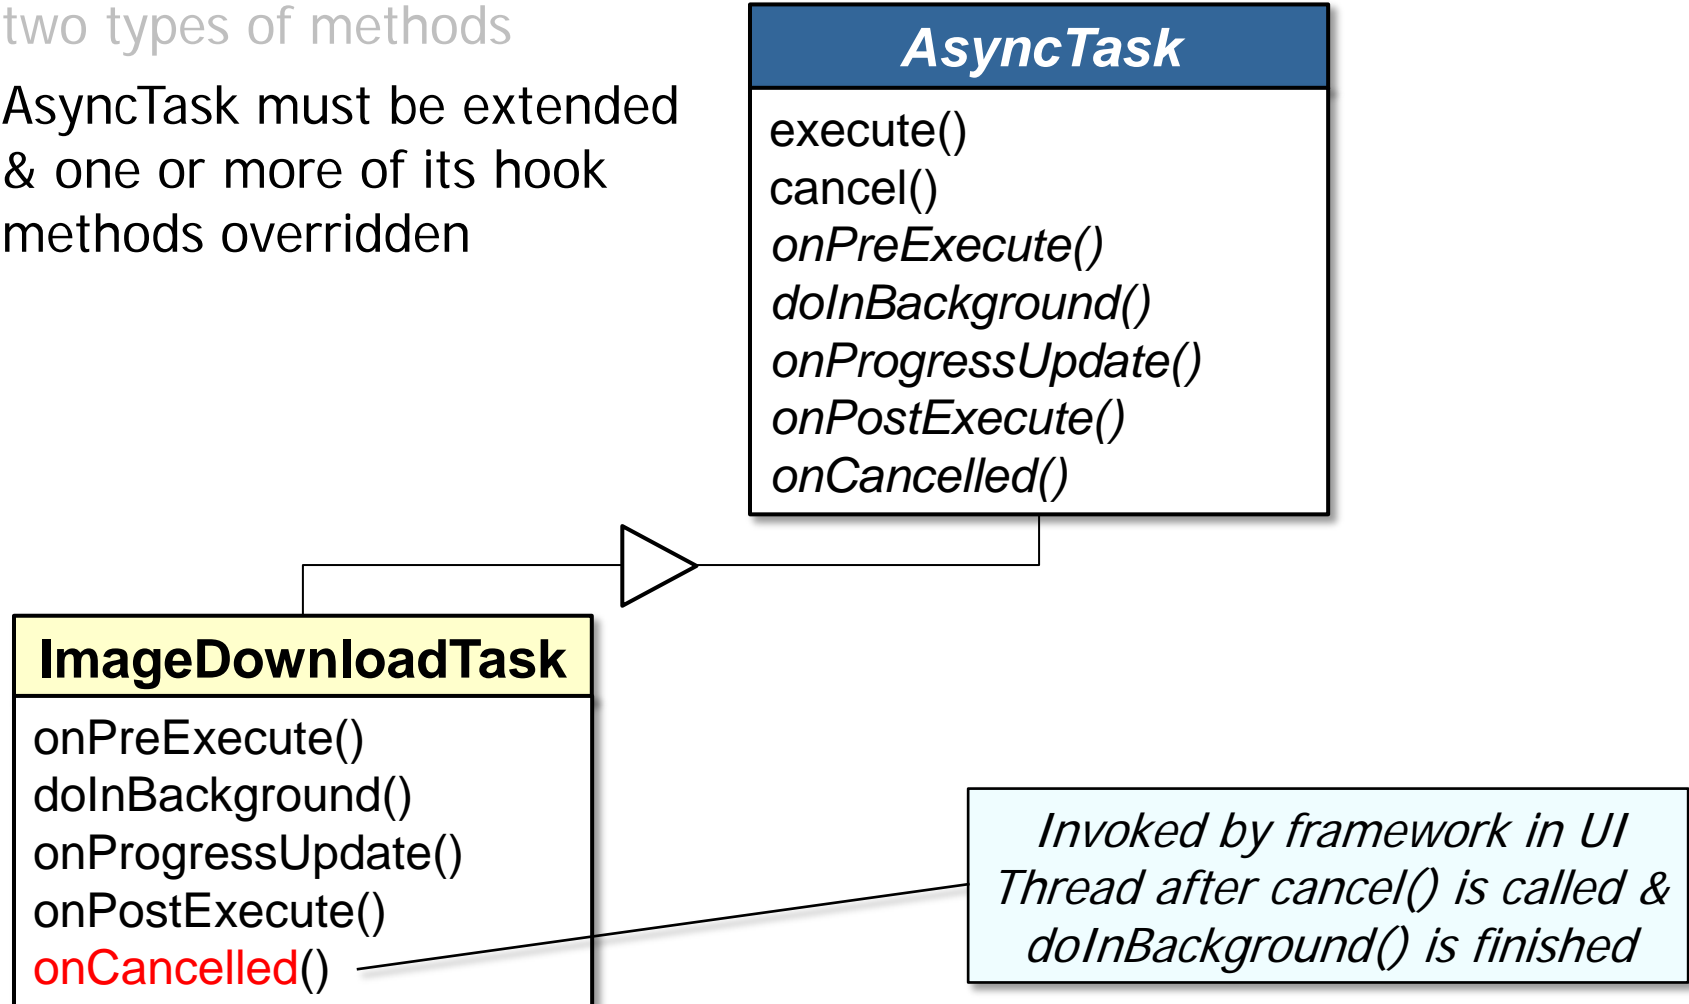 two types of methods
AsyncTask must be extended
& one or more of its hook
methods overridden
AsyncTask
execute()
cancel()
onPreExecute()
doInBackground()
onProgressUpdate()
onPostExecute()
onCancelled()
ImageDownloadTask
onPreExecute()
doInBackground()
onProgressUpdate()
onPostExecute()
onCancelled()
Invoked by framework in UI
Thread after cancel() is called &
doInBackground() is finished